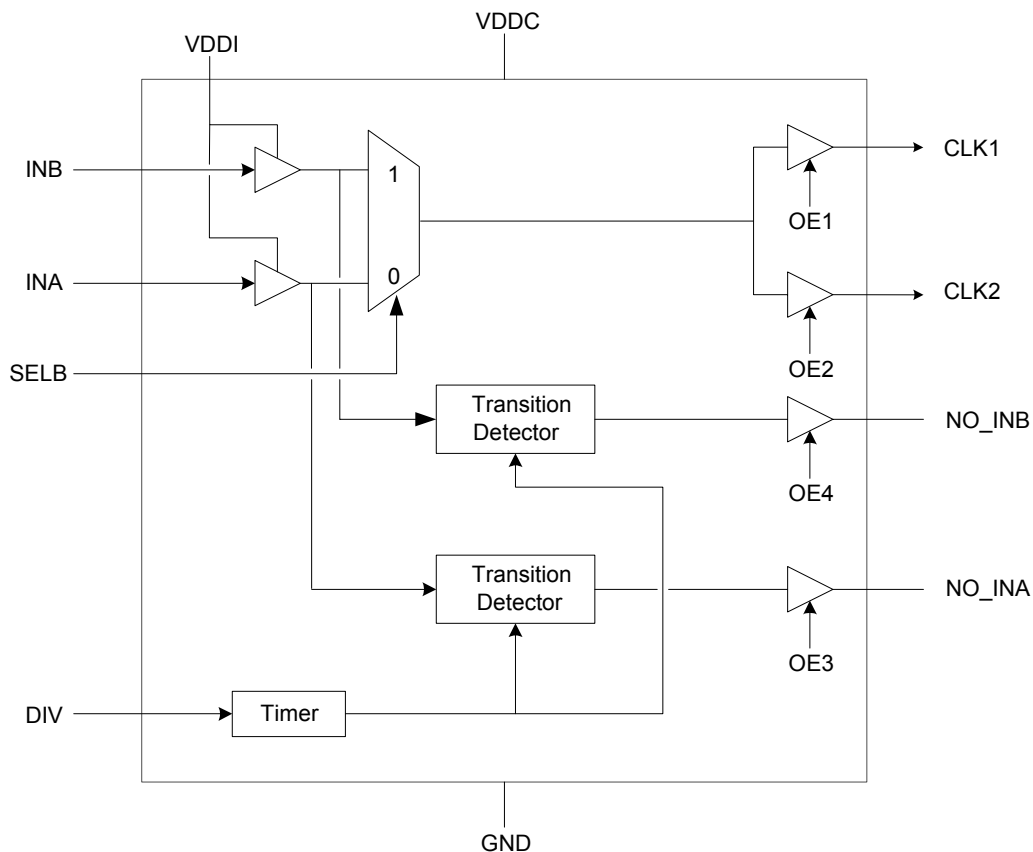 VDDC
VDDI
INB
1
CLK1
OE1
INA
0
CLK2
SELB
OE2
Transition
Detector
NO_INB
OE4
Transition
Detector
NO_INA
OE3
DIV
Timer
GND